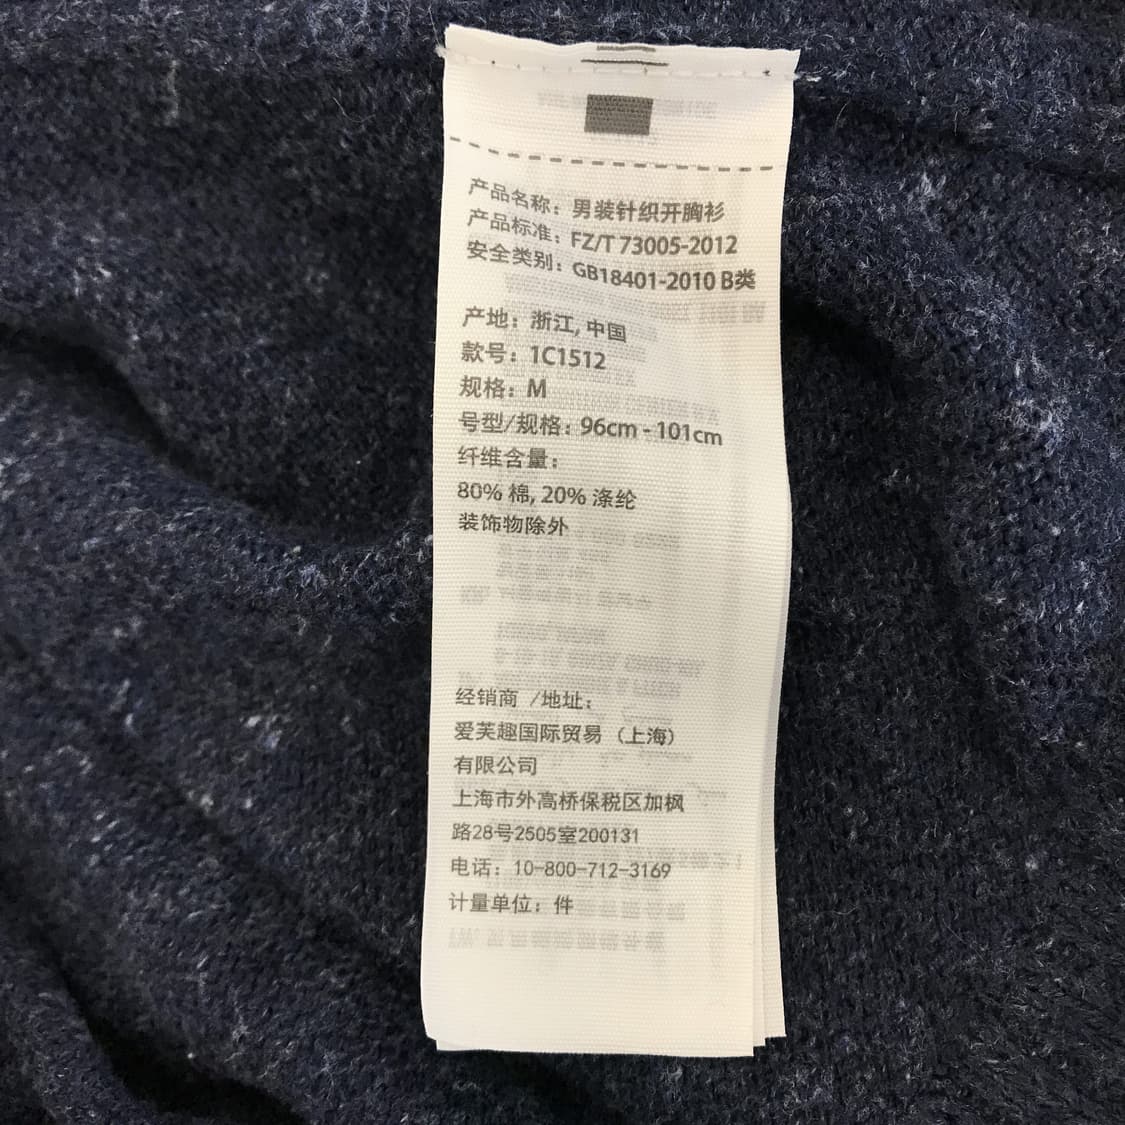 产品名称：男装针织开胸衫
产品标准：FZ/T 73005-2012
安全类别：GB18401-2010 B类
产地：浙江, 中国
款号：1C1512
规格：M
号型/规格：96cm - 101cm
纤维含量：
80% 棉, 20% 涤纶
装饰物除外
经销商 /地址：
爱芙趣国际贸易（上海）
有限公司
上海市外高桥保税区加枫
路28号2505室200131
电话：10-800-712-3169
计量单位：件